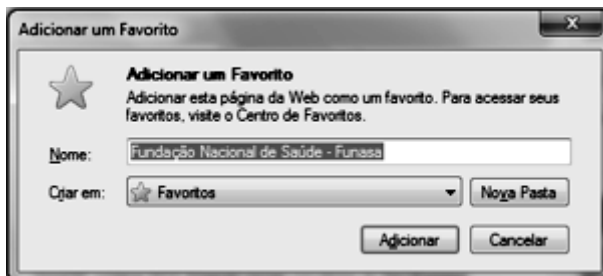 Adicionar um Favorito
Adicionar um Favorito
Adicionar esta página da Web como um favorito. Para acessar seus
favoritos, visite o Centro de Favoritos.
Nome: Fundação Nacional de Saúde - Funasa
Criar em: Favoritos Nova Pasta
Adicionar Cancelar